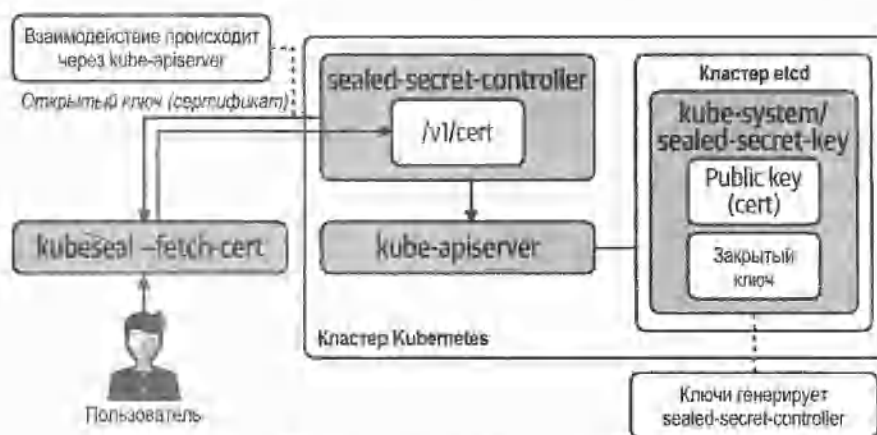 Взаимодействие происходит
через kube-apiserver
Открытый ключ (сертификат)
sealed-secret-controller
/v1/cert
Кластер etcd
kube-system/
sealed-secret-key
Public key
(cert)
Закрытый
ключ
kubeseal –fetch-cert
kube-apiserver
Кластер Kubernetes
Пользователь
Ключи генерирует
sealed-secret-controller